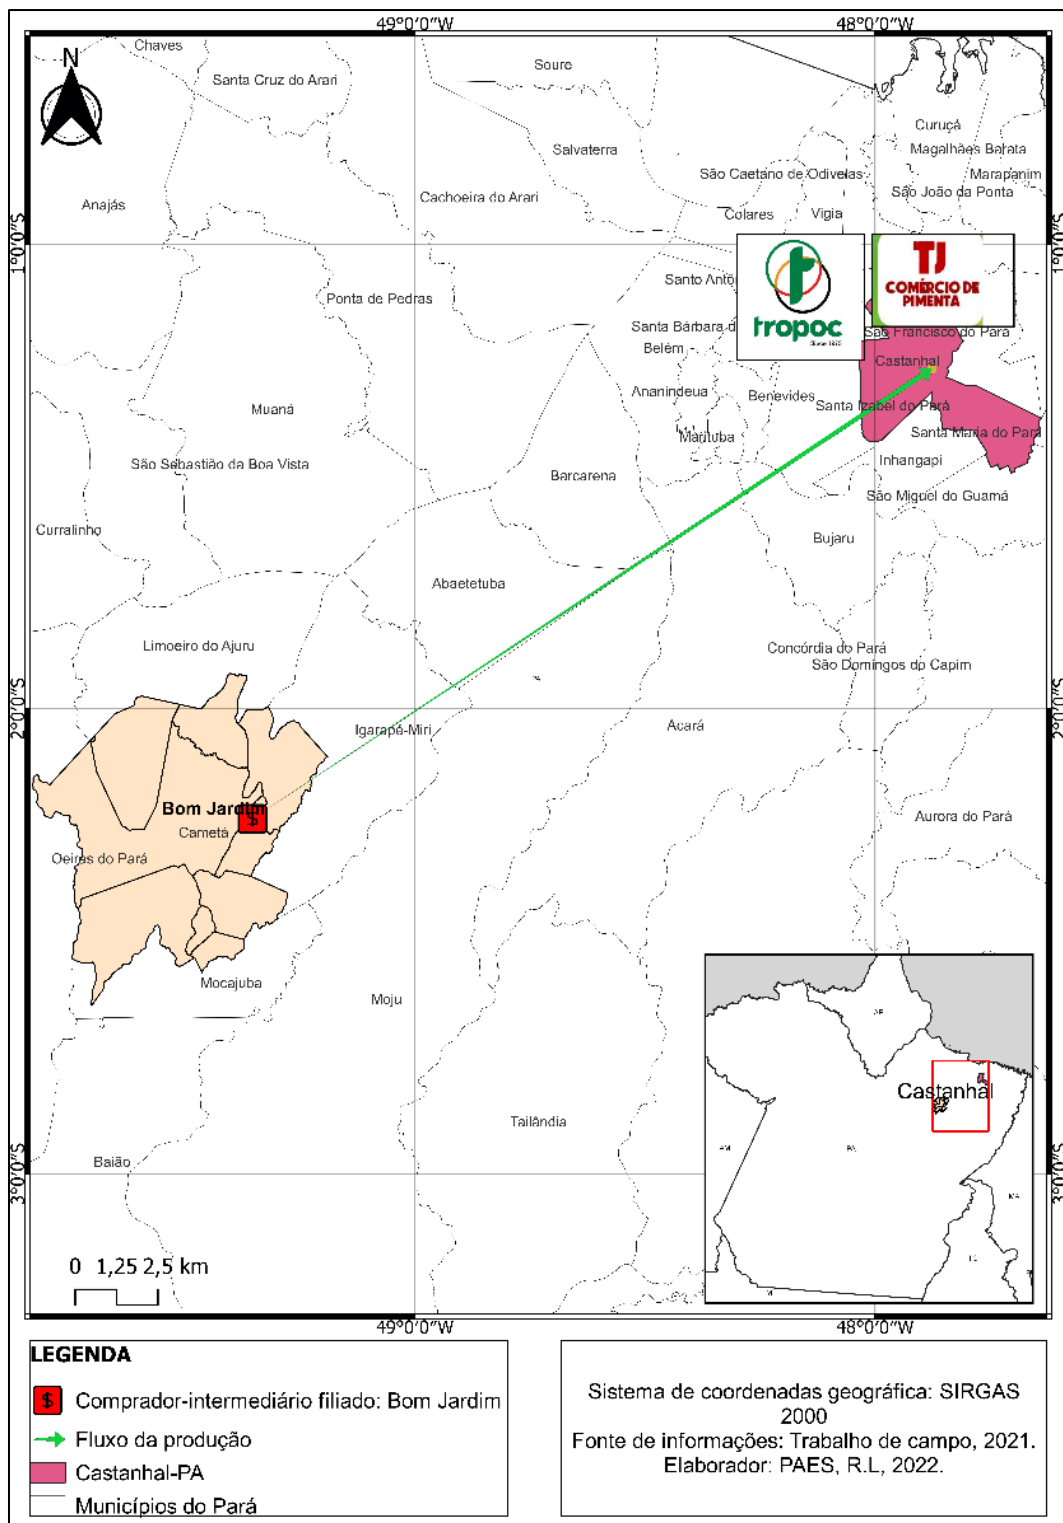 49°0'0"W
48°0'0"W
N
Chaves
Santa Cruz do Arari
Soure
Curuçá
Salvaterra
Magalhães Barata
São Caetano de Odivelas
Marapanim
São João da Ponta
Cachoeira do Arari
Anajás
Colares
Vigia
1°0'0"S
1°0'0"S
Santo Antô
tropoc
TJ
COMÉRCIO DE
PIMENTA
Ponta de Pedras
Santa Bárbara d
São Francisco do Pará
Belém
Castanhal
Ananindeua
Benevides
Santa Izabel do Pará
Muaná
Marituba
Santa Maria do Pará
São Sebastião da Boa Vista
Inhangapi
Barcarena
São Miguel do Guamá
Curralinho
Bujaru
Abaetetuba
Limoeiro do Ajuru
Concórdia do Pará
São Domingos do Capim
2°0'0"S
2°0'0"S
Igarapé-Miri
Acará
Bom Jardim
$
Cametá
Aurora do Pará
Oeiras do Pará
Mocajuba
Moju
AP
Castanhal
Tailândia
AM
PA
Baião
3°0'0"S
3°0'0"S
MA
TO
0 1,25 2,5 km
49°0'0"W
48°0'0"W
LEGENDA
$ Comprador-intermediário filiado: Bom Jardim
Fluxo da produção
Castanhal-PA
Municípios do Pará
Sistema de coordenadas geográfica: SIRGAS
2000
Fonte de informações: Trabalho de campo, 2021.
Elaborador: PAES, R.L, 2022.